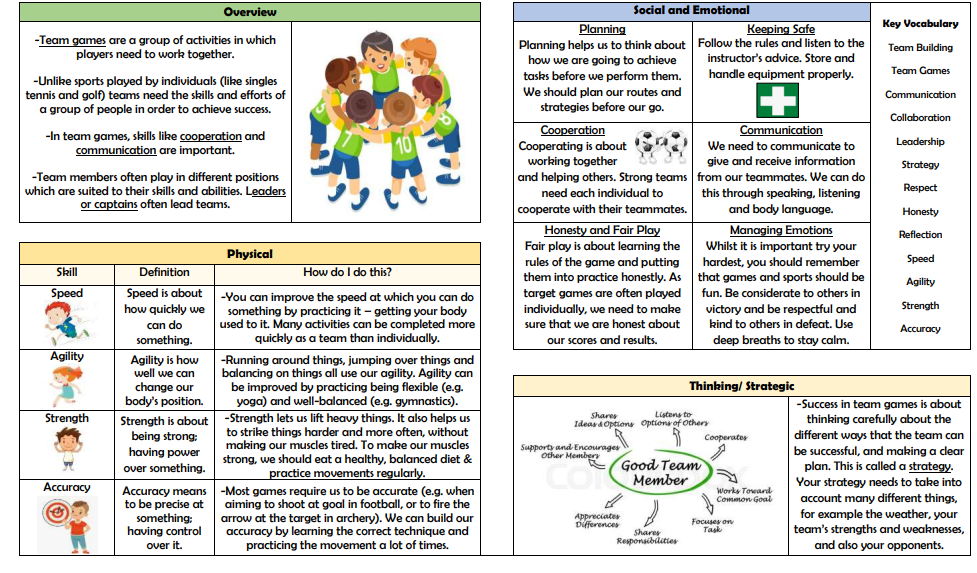 Overview
-Team games are a group of activities in which
players need to work together.
-Unlike sports played by individuals (like singles
tennis and golf) teams need the skills and efforts of
a group of people in order to achieve success.
-In team games, skills like cooperation and
communication are important.
-Team members often play in different positions
which are suited to their skills and abilities. Leaders
or captains often lead teams.
7
10
8
Physical
Skill
Definition
How do I do this?
Speed
Speed is about
how quickly we
can do
something.
-You can improve the speed at which you can do
something by practicing it – getting your body
used to it. Many activities can be completed more
quickly as a team than individually.
Agility
Agility is how
well we can
change our
body's position.
-Running around things, jumping over things and
balancing on things all use our agility. Agility can
be improved by practicing being flexible (e.g.
yoga) and well-balanced (e.g. gymnastics).
Strength
Strength is about
being strong;
having power
over something.
-Strength lets us lift heavy things. It also helps us
to strike things harder and more often, without
making our muscles tired. To make our muscles
strong, we should eat a healthy, balanced diet &
practice movements regularly.
Accuracy
Accuracy means
to be precise at
something;
having control
over it.
-Most games require us to be accurate (e.g. when
aiming to shoot at goal in football, or to fire the
arrow at the target in archery). We can build our
accuracy by learning the correct technique and
practicing the movement a lot of times.
Social and Emotional
Planning
Planning helps us to think about
how we are going to achieve
tasks before we perform them.
We should plan our routes and
strategies before our go.
Keeping Safe
Follow the rules and listen to the
instructor's advice. Store and
handle equipment properly.
Cooperation
Cooperating is about
working together
and helping others. Strong teams
need each individual to
cooperate with their teammates.
Communication
We need to communicate to
give and receive information
from our teammates. We can do
this through speaking, listening
and body language.
Honesty and Fair Play
Fair play is about learning the
rules of the game and putting
them into practice honestly. As
target games are often played
individually, we need to make
sure that we are honest about
our scores and results.
Managing Emotions
Whilst it is important try your
hardest, you should remember
that games and sports should be
fun. Be considerate to others in
victory and be respectful and
kind to others in defeat. Use
deep breaths to stay calm.
Key Vocabulary
Team Building
Team Games
Communication
Collaboration
Leadership
Strategy
Respect
Honesty
Reflection
Speed
Agility
Strength
Accuracy
Thinking/ Strategic
Shares
Ideas & Options
Listens to
Options of Others
Cooperates
Supports and Encourages
Other Members
Good Team
Member
Works Toward
Common Goal
Appreciates
Differences
Shares
Responsibilities
Focuses on
Task
-Success in team games is about
thinking carefully about the
different ways that the team can
be successful, and making a clear
plan. This is called a strategy.
Your strategy needs to take into
account many different things,
for example the weather, your
team's strengths and weaknesses,
and also your opponents.